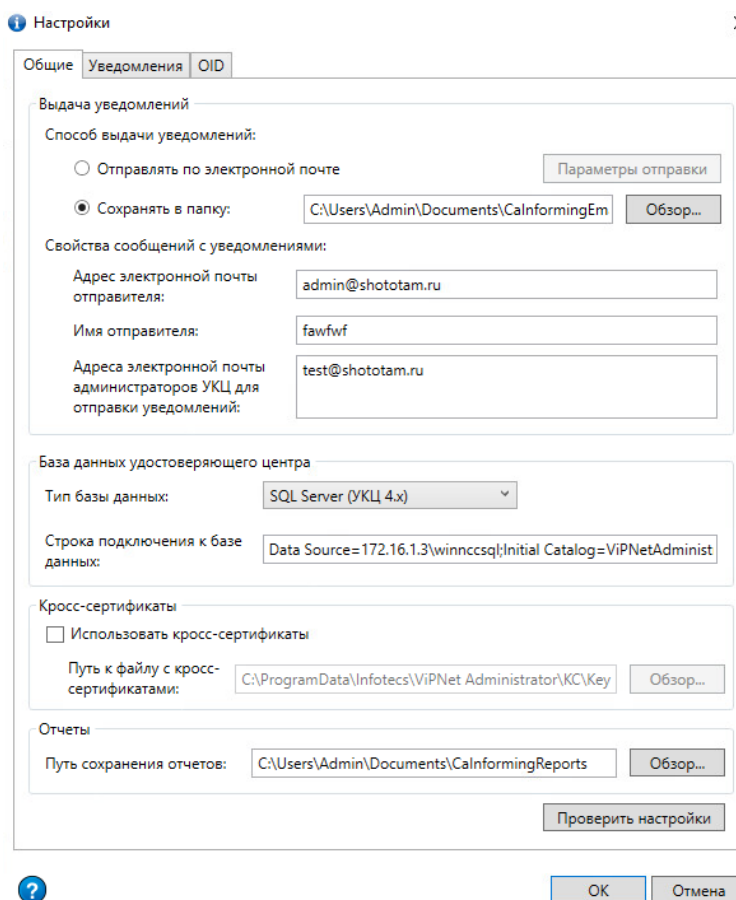 Настройки
Общие Уведомления OID
Выдача уведомлений
Способ выдачи уведомлений:
Отправлять по электронной почте Параметры отправки
Сохранять в папку: C:\Users\Admin\Documents\CaInformingEm Обзор...
Свойства сообщений с уведомлениями:
Адрес электронной почты
отправителя:
admin@shototam.ru
Имя отправителя: fawfwf
Адреса электронной почты
администраторов УКЦ для
отправки уведомлений:
test@shototam.ru
База данных удостоверяющего центра
Тип базы данных: SQL Server (УКЦ 4.x)
Строка подключения к базе
данных:
Data Source=172.16.1.3\winnccsql;Initial Catalog=ViPNetAdminist
Кросс-сертификаты
Использовать кросс-сертификаты
Путь к файлу с кросс-
сертификатами:
C:\ProgramData\Infotecs\ViPNet Administrator\KC\Key Обзор...
Отчеты
Путь сохранения отчетов: C:\Users\Admin\Documents\CaInformingReports Обзор...
Проверить настройки
? ОК Отмена